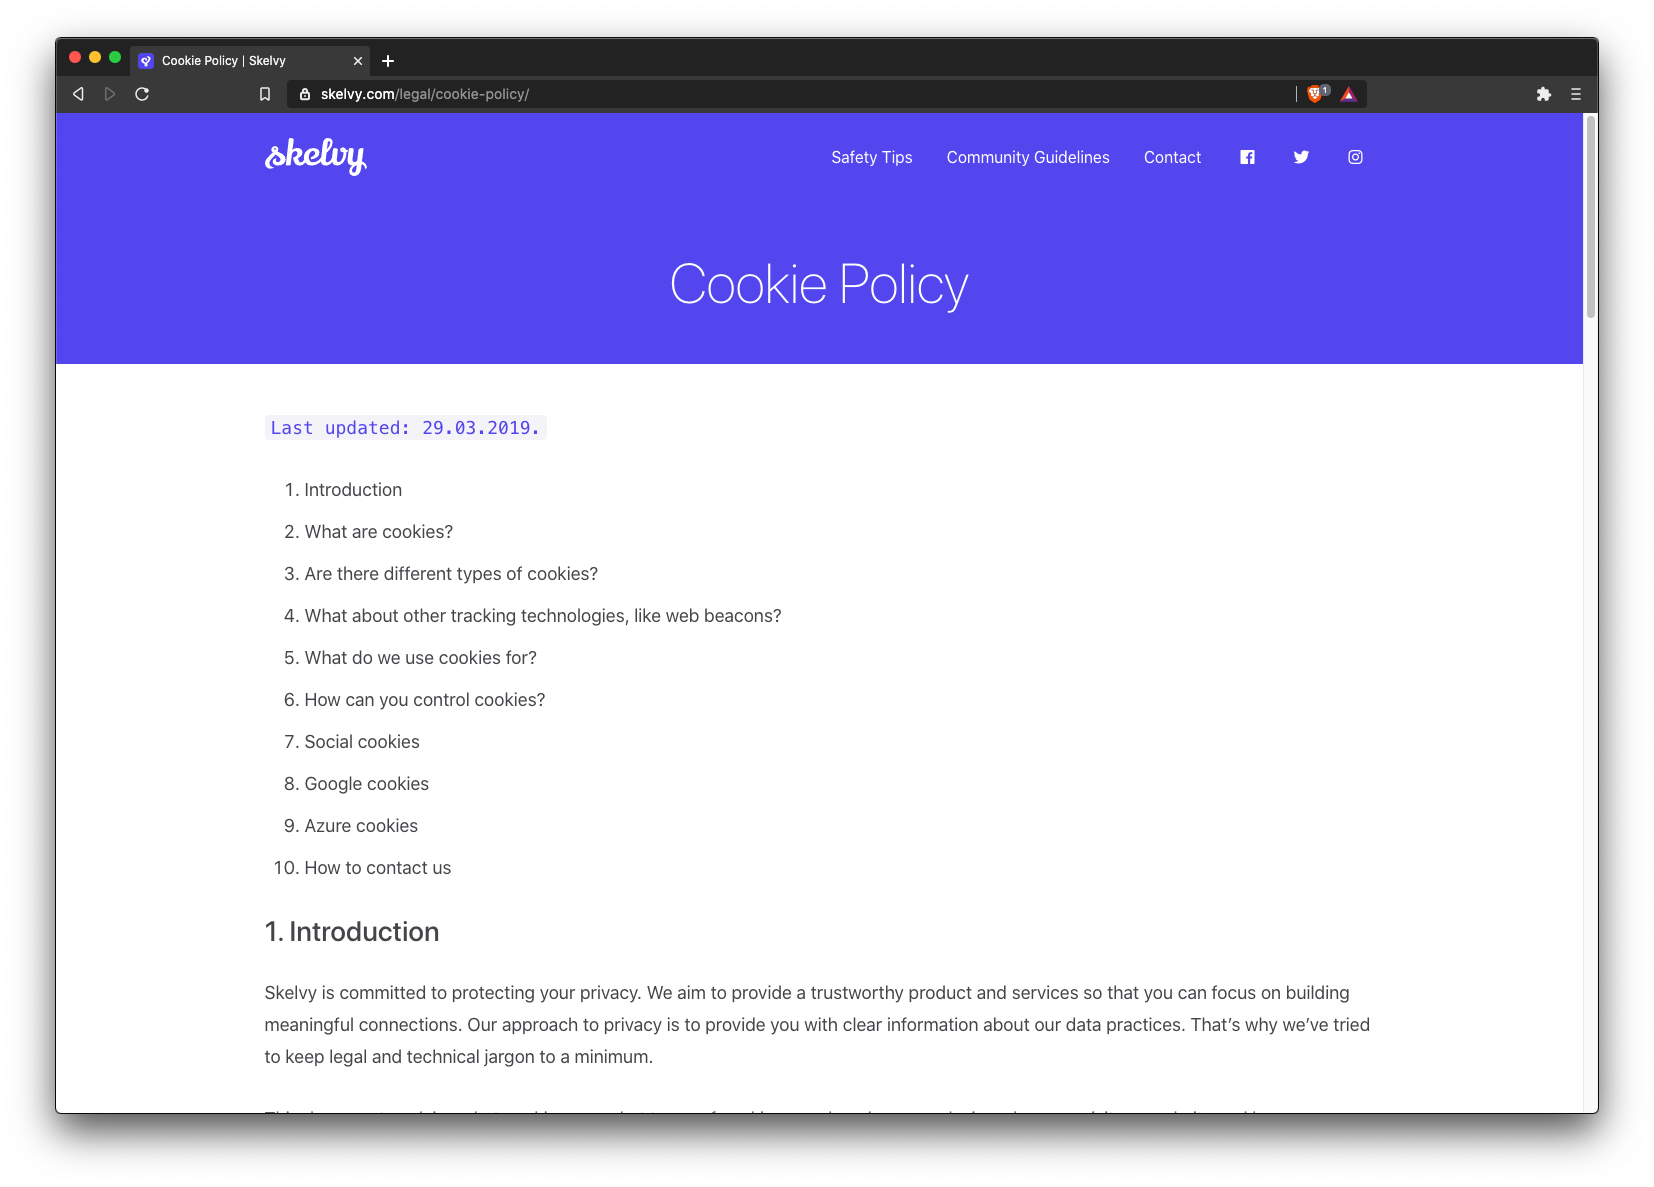 Cookie Policy | Skelvy
skelvy.com/legal/cookie-policy/
1
skelvy
Safety Tips
Community Guidelines
Contact
Cookie Policy
Last updated: 29.03.2019.
1. Introduction
2. What are cookies?
3. Are there different types of cookies?
4. What about other tracking technologies, like web beacons?
5. What do we use cookies for?
6. How can you control cookies?
7. Social cookies
8. Google cookies
9. Azure cookies
10. How to contact us
1. Introduction
Skelvy is committed to protecting your privacy. We aim to provide a trustworthy product and services so that you can focus on building
meaningful connections. Our approach to privacy is to provide you with clear information about our data practices. That’s why we’ve tried
to keep legal and technical jargon to a minimum.